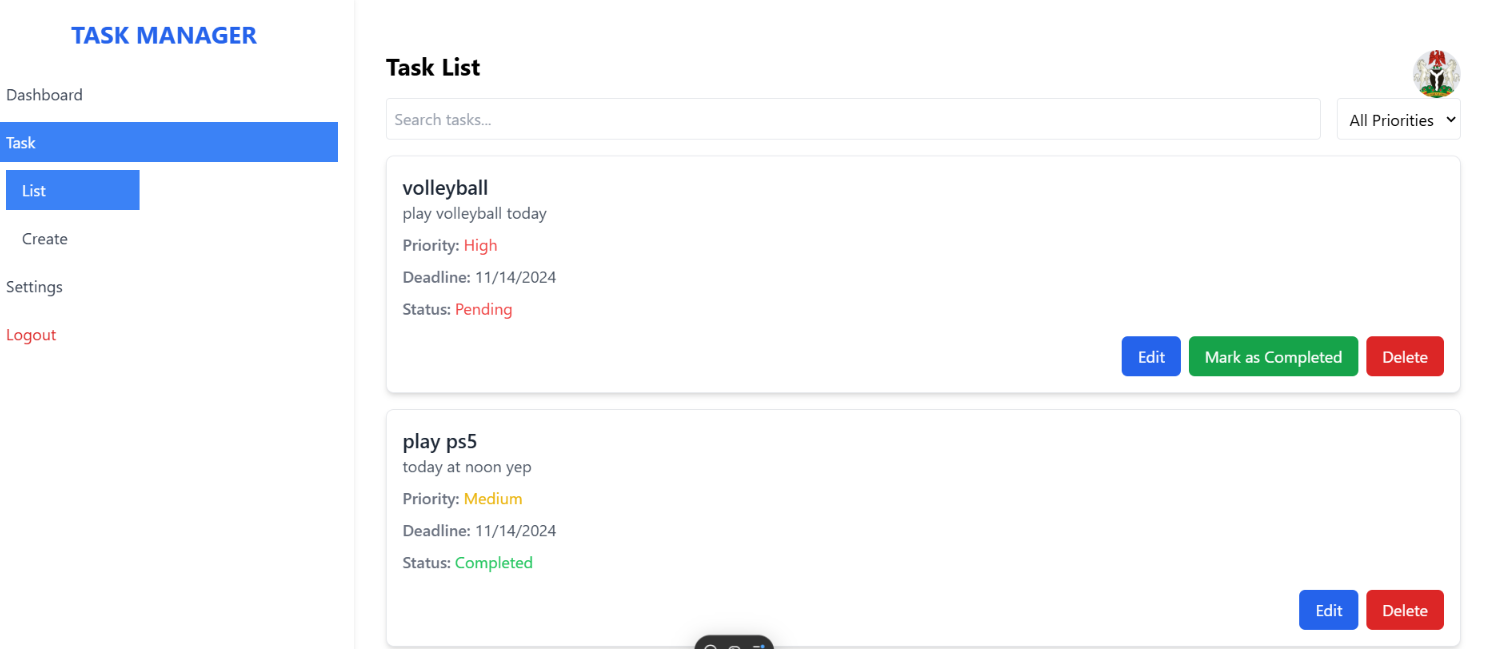 TASK MANAGER
Dashboard
Task
List
Create
Settings
Logout
Task List
Search tasks...
All Priorities
volleyball
play volleyball today
Priority: High
Deadline: 11/14/2024
Status: Pending
Edit Mark as Completed Delete
play ps5
today at noon yep
Priority: Medium
Deadline: 11/14/2024
Status: Completed
Edit Delete